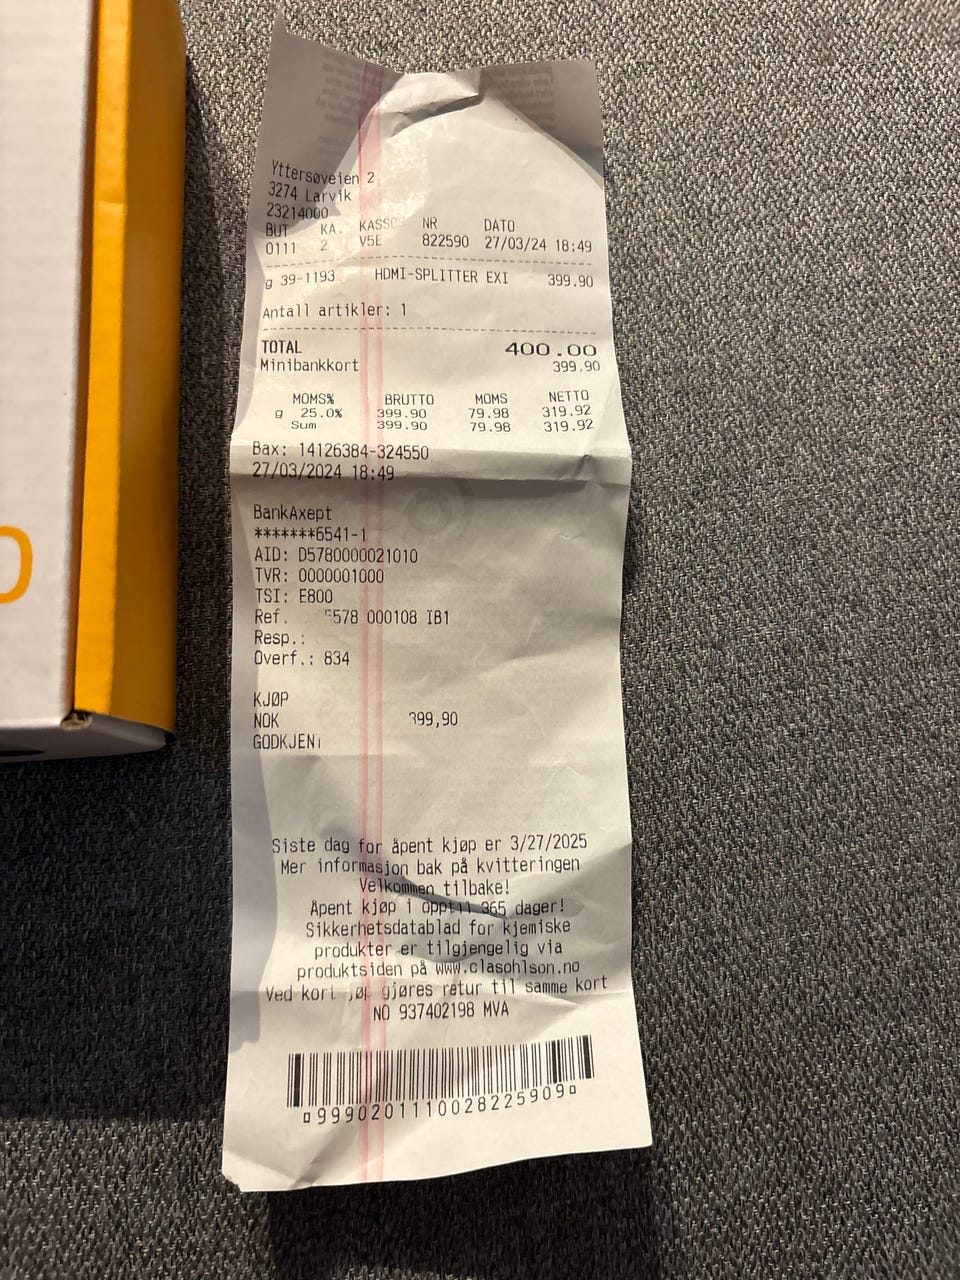 Yttersøveien 2
3274 Larvik
23214000
BUT KA. KASSØ NR DATO
0111 2 V5E 822590 27/03/24 18:49
g 39-1193 HDMI-SPLITTER EXI 399.90
Antall artikler: 1
TOTAL 400.00
Minibankkort 399.90
MOMS% BRUTTO MOMS NETTO
g 25.0% 399.90 79.98 319.92
Sum 399.90 79.98 319.92
Bax: 14126384-324550
27/03/2024 18:49
BankAxept
*******6541-1
AID: D5780000021010
TVR: 0000001000
TSI: E800
Ref. 5578 000108 IB1
Resp.:
Overf.: 834
KJØP
NOK 399,90
GODKJEN
Siste dag for åpent kjøp er 3/27/2025
Mer informasjon bak på kvitteringen
Velkommen tilbake!
Åpent kjøp i opptil 365 dager!
Sikkerhetsdatablad for kjemiske
produkter er tilgjengelig via
produktsiden på www.clasohlson.no
Ved kort jøp gjøres retur til samme kort
NO 937402198 MVA
¤9990201110028225909¤